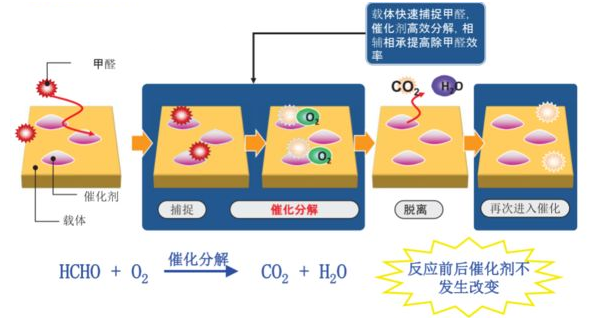 载体快速捕捉甲醛,
催化剂高效分解, 相
辅相承提高除甲醛效
率
甲醛
CO2
H2O
O2
O2
催化剂
载体
捕捉
催化分解
脱离
再次进入催化
催化分解
HCHO + O2
CO2 + H2O
反应前后催化剂不
发生改变